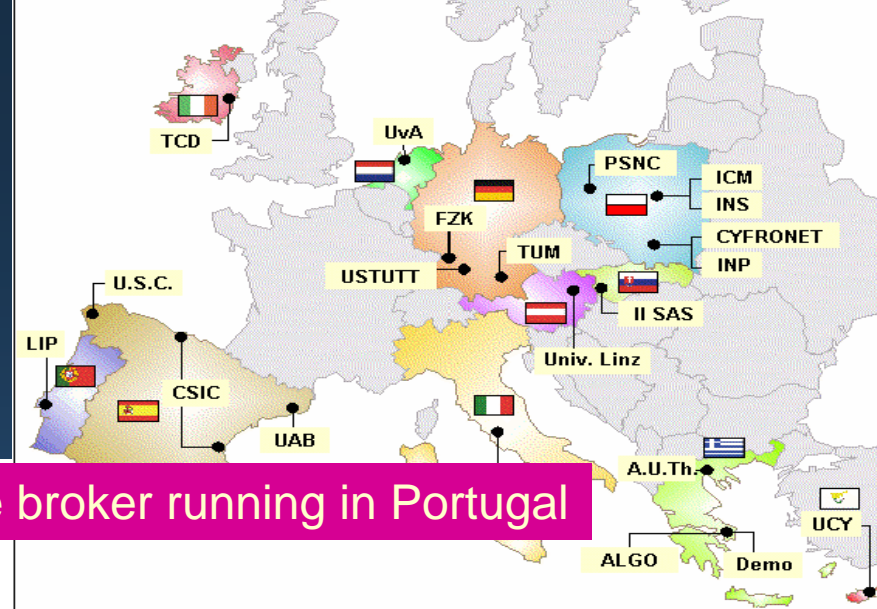 TCD
UvA
PSNC
ICM
INS
FZK
CYFRONET
TUM
INP
USTUTT
U.S.C.
II SAS
LIP
Univ. Linz
CSIC
UAB
A.U.Th.
broker running in Portugal
UCY
ALGO
Demo